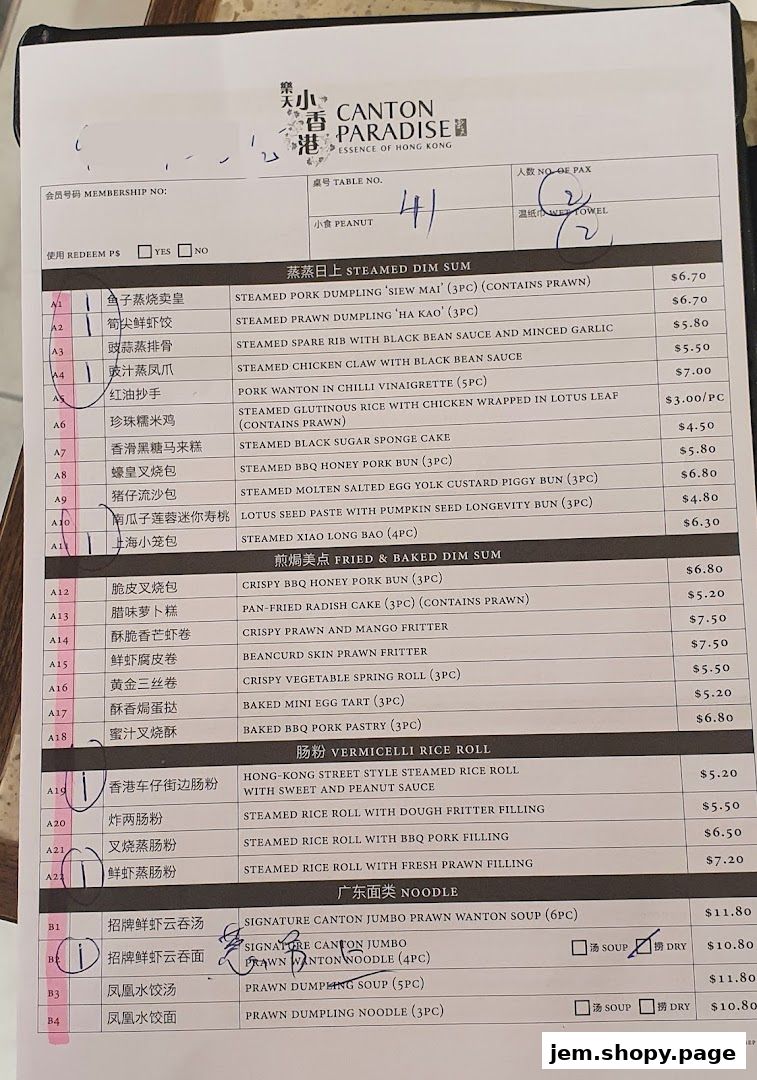 樂天
小香港
CANTON
PARADISE
ESSENCE OF HONG KONG
会员号码 MEMBERSHIP NO:
桌号 TABLE NO.
41
人数 NO. OF PAX
2
小食 PEANUT
温纸巾 WET TOWEL
2
使用 REDEEM P$ YES NO
蒸蒸日上 STEAMED DIM SUM
A1 1 鱼子蒸烧卖皇 STEAMED PORK DUMPLING ‘SIEW MAI’ (3PC) (CONTAINS PRAWN) $6.70
A2 1 筍尖鲜虾饺 STEAMED PRAWN DUMPLING ‘HA KAO’ (3PC) $6.70
A3 豉蒜蒸排骨 STEAMED SPARE RIB WITH BLACK BEAN SAUCE AND MINCED GARLIC $5.80
A4 1 豉汁蒸凤爪 STEAMED CHICKEN CLAW WITH BLACK BEAN SAUCE $5.50
A5 红油抄手 PORK WANTON IN CHILLI VINAIGRETTE (5PC) $7.00
A6 珍珠糯米鸡 STEAMED GLUTINOUS RICE WITH CHICKEN WRAPPED IN LOTUS LEAF $3.00/PC
(CONTAINS PRAWN)
A7 香滑黑糖马来糕 STEAMED BLACK SUGAR SPONGE CAKE $4.50
A8 蠔皇叉烧包 STEAMED BBQ HONEY PORK BUN (3PC) $5.80
A9 猪仔流沙包 STEAMED MOLTEN SALTED EGG YOLK CUSTARD PIGGY BUN (3PC) $6.80
A10 南瓜子莲蓉迷你寿桃 LOTUS SEED PASTE WITH PUMPKIN SEED LONGEVITY BUN (3PC) $4.80
A11 1 上海小笼包 STEAMED XIAO LONG BAO (4PC) $6.30
煎焗美点 FRIED & BAKED DIM SUM
A12 脆皮叉烧包 CRISPY BBQ HONEY PORK BUN (3PC) $6.80
A13 腊味萝卜糕 PAN-FRIED RADISH CAKE (3PC) (CONTAINS PRAWN) $5.20
A14 酥脆香芒虾卷 CRISPY PRAWN AND MANGO FRITTER $7.50
A15 鲜虾腐皮卷 BEANCURD SKIN PRAWN FRITTER $7.50
A16 黄金三丝卷 CRISPY VEGETABLE SPRING ROLL (3PC) $5.50
A17 酥香焗蛋挞 BAKED MINI EGG TART (3PC) $5.20
A18 蜜汁叉烧酥 BAKED BBQ PORK PASTRY (3PC) $6.80
肠粉 VERMICELLI RICE ROLL
A19 1 香港车仔街边肠粉 HONG-KONG STREET STYLE STEAMED RICE ROLL $5.20
WITH SWEET AND PEANUT SAUCE
A20 炸两肠粉 STEAMED RICE ROLL WITH DOUGH FRITTER FILLING $5.50
A21 叉烧蒸肠粉 STEAMED RICE ROLL WITH BBQ PORK FILLING $6.50
A22 1 鲜虾蒸肠粉 STEAMED RICE ROLL WITH FRESH PRAWN FILLING $7.20
广东面类 NOODLE
B1 招牌鲜虾云吞汤 SIGNATURE CANTON JUMBO PRAWN WANTON SOUP (6PC) $11.80
B2 1 招牌鲜虾云吞面 SIGNATURE CANTON JUMBO 汤 SOUP 捞 DRY $10.80
PRAWN WANTON NOODLE (4PC)
B3 凤凰水饺汤 PRAWN DUMPLING SOUP (5PC) $11.80
B4 凤凰水饺面 PRAWN DUMPLING NOODLE (3PC) 汤 SOUP 捞 DRY $10.80
jem.shopy.page